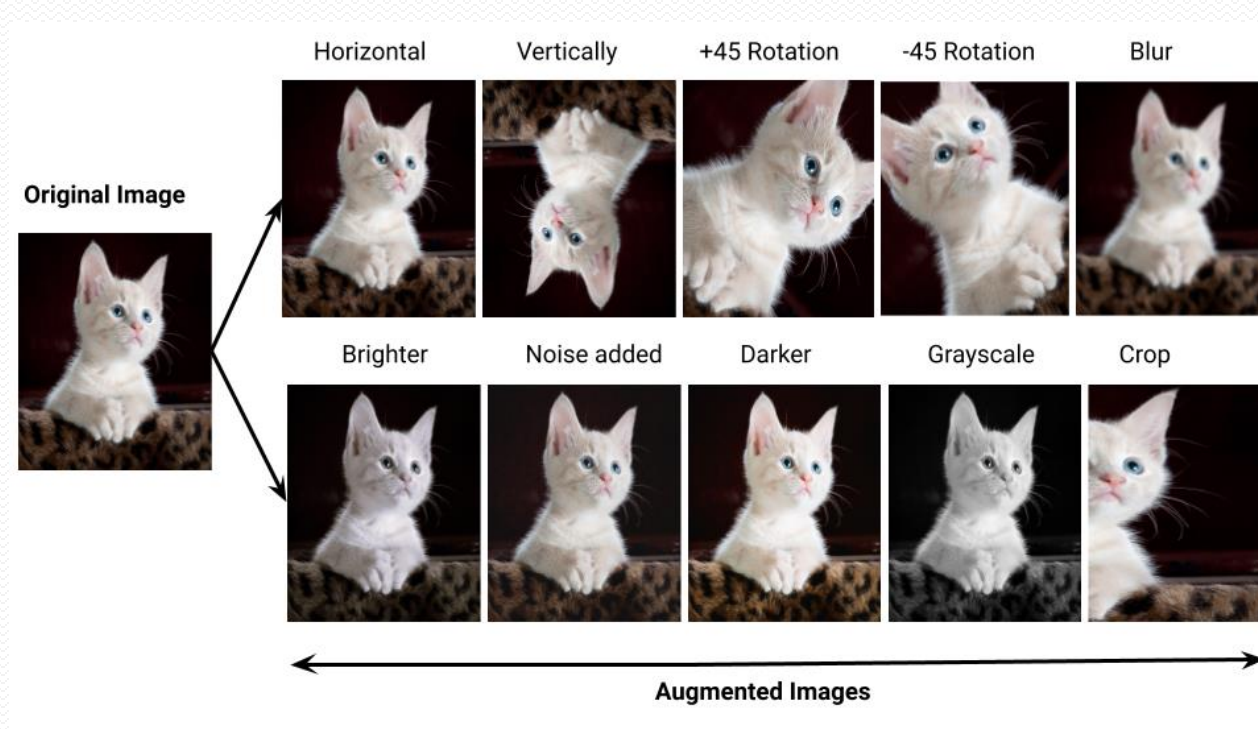 Horizontal Vertically +45 Rotation -45 Rotation Blur
Original Image
Brighter Noise added Darker Grayscale Crop
Augmented Images